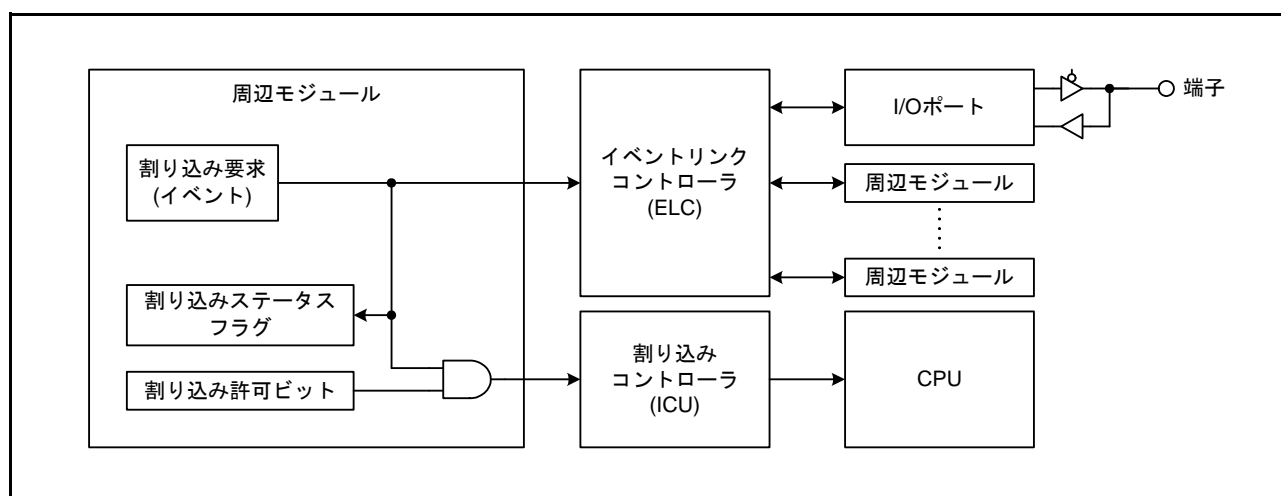 周辺モジュール
割り込み要求
(イベント)
割り込みステータス
フラグ
割り込み許可ビット
イベントリンク
コントローラ
(ELC)
割り込み
コントローラ
(ICU)
I/Oポート
端子
周辺モジュール
周辺モジュール
CPU